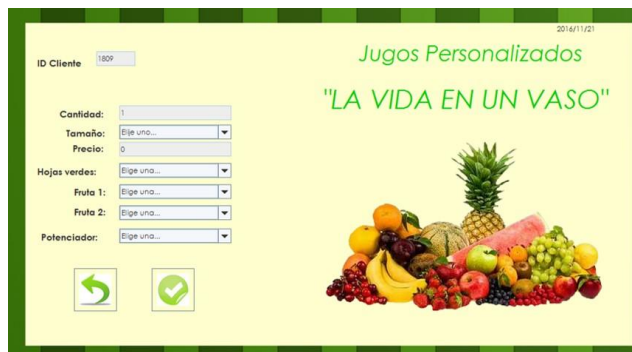 2016/11/21
Jugos Personalizados
"LA VIDA EN UN VASO"
ID Cliente 1809
Cantidad: 1
Tamaño: Elije uno...
Precio: 0
Hojas verdes: Elige una...
Fruta 1: Elige una...
Fruta 2: Elige una...
Potenciador: Elige una...